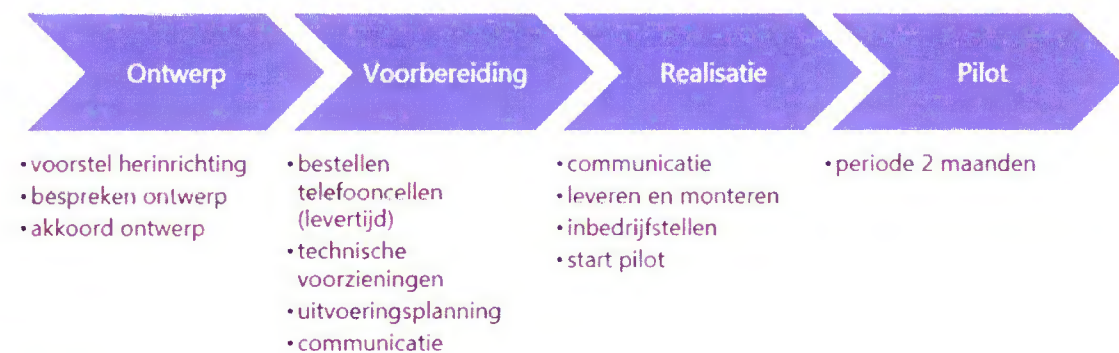 Ontwerp
• voorstel herinrichting
• bespreken ontwerp
• akkoord ontwerp
Voorbereiding
• bestellen
telefooncellen
(levertijd)
• technische
voorzieningen
• uitvoeringsplanning
• communicatie
Realisatie
• communicatie
• leveren en monteren
• inbedrijfstellen
• start pilot
Pilot
• periode 2 maanden